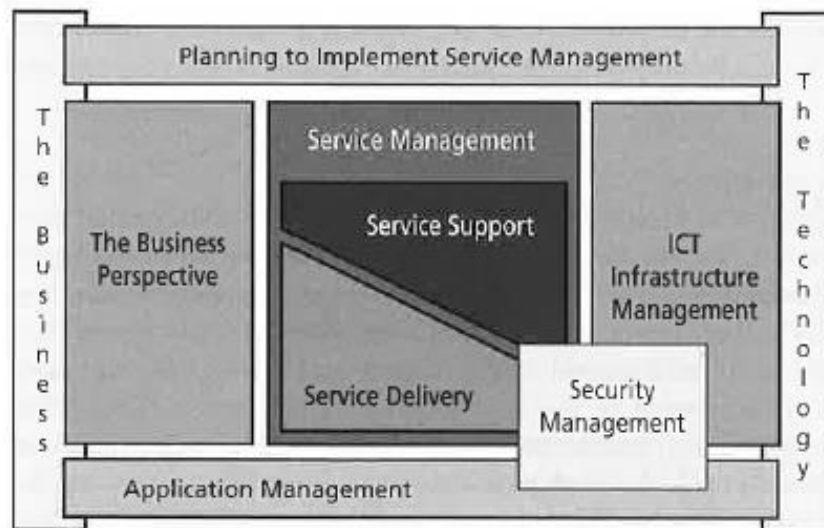 Planning to Implement Service Management
The Business
The Business
Perspective
Service Management
Service Support
Service Delivery
ICT
Infrastructure
Management
Security
Management
The Technology
Application Management